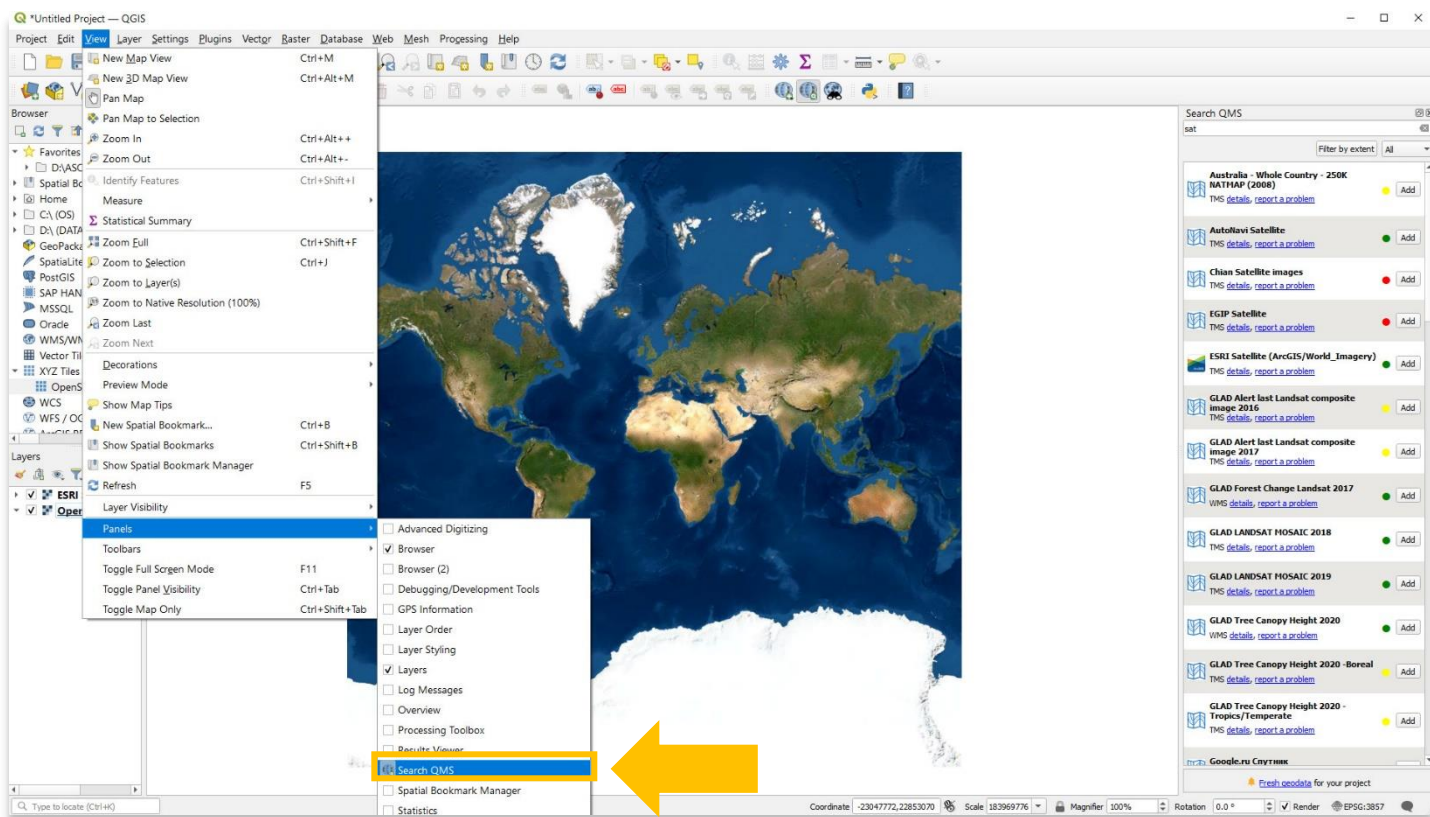 *Untitled Project — QGIS
Project Edit View Layer Settings Plugins Vector Raster Database Web Mesh Processing Help
New Map View Ctrl+M
New 3D Map View Ctrl+Alt+M
Pan Map
Pan Map to Selection
Zoom In Ctrl+Alt++
Zoom Out Ctrl+Alt+-
Identify Features Ctrl+Shift+I
Measure
Statistical Summary
Zoom Full Ctrl+Shift+F
Zoom to Selection Ctrl+J
Zoom to Layer(s)
Zoom to Native Resolution (100%)
Zoom Last
Zoom Next
Decorations
Preview Mode
Show Map Tips
New Spatial Bookmark... Ctrl+B
Show Spatial Bookmarks Ctrl+Shift+B
Show Spatial Bookmark Manager
Refresh F5
Layer Visibility
Panels
Toolbars
Toggle Full Screen Mode F11
Toggle Panel Visibility Ctrl+Tab
Toggle Map Only Ctrl+Shift+Tab
Advanced Digitizing
Browser
Browser (2)
Debugging/Development Tools
GPS Information
Layer Order
Layer Styling
Layers
Log Messages
Overview
Processing Toolbox
Results Viewer
Search QMS
Spatial Bookmark Manager
Statistics
Browser
Favorites
D:\ASC
Spatial Bo
Home
C:\ (OS)
D:\ (DATA
GeoPacka
SpatiaLite
PostGIS
SAP HAN
MSSQL
Oracle
WMS/WM
Vector Til
XYZ Tiles
OpenS
WCS
WFS / OG
Layers
ESRI
Oper
Search QMS
sat
Filter by extent All
Australia - Whole Country - 250K
NATMAP (2008)
TMS details, report a problem Add
AutoNavi Satellite
TMS details, report a problem Add
Chian Satellite images
TMS details, report a problem Add
EGIP Satellite
TMS details, report a problem Add
ESRI Satellite (ArcGIS/World_Imagery)
TMS details, report a problem Add
GLAD Alert last Landsat composite
image 2016
TMS details, report a problem Add
GLAD Alert last Landsat composite
image 2017
TMS details, report a problem Add
GLAD Forest Change Landsat 2017
WMS details, report a problem Add
GLAD LANDSAT MOSAIC 2018
TMS details, report a problem Add
GLAD LANDSAT MOSAIC 2019
TMS details, report a problem Add
GLAD Tree Canopy Height 2020
WMS details, report a problem Add
GLAD Tree Canopy Height 2020 -Boreal
TMS details, report a problem Add
GLAD Tree Canopy Height 2020 -
Tropics/Temperate
TMS details, report a problem Add
Google.ru Спутник
Fresh geodata for your project
Type to locate (Ctrl+K) Coordinate -23047772,22853070 Scale 183969776 Magnifier 100% Rotation 0.0 ° Render EPSG:3857